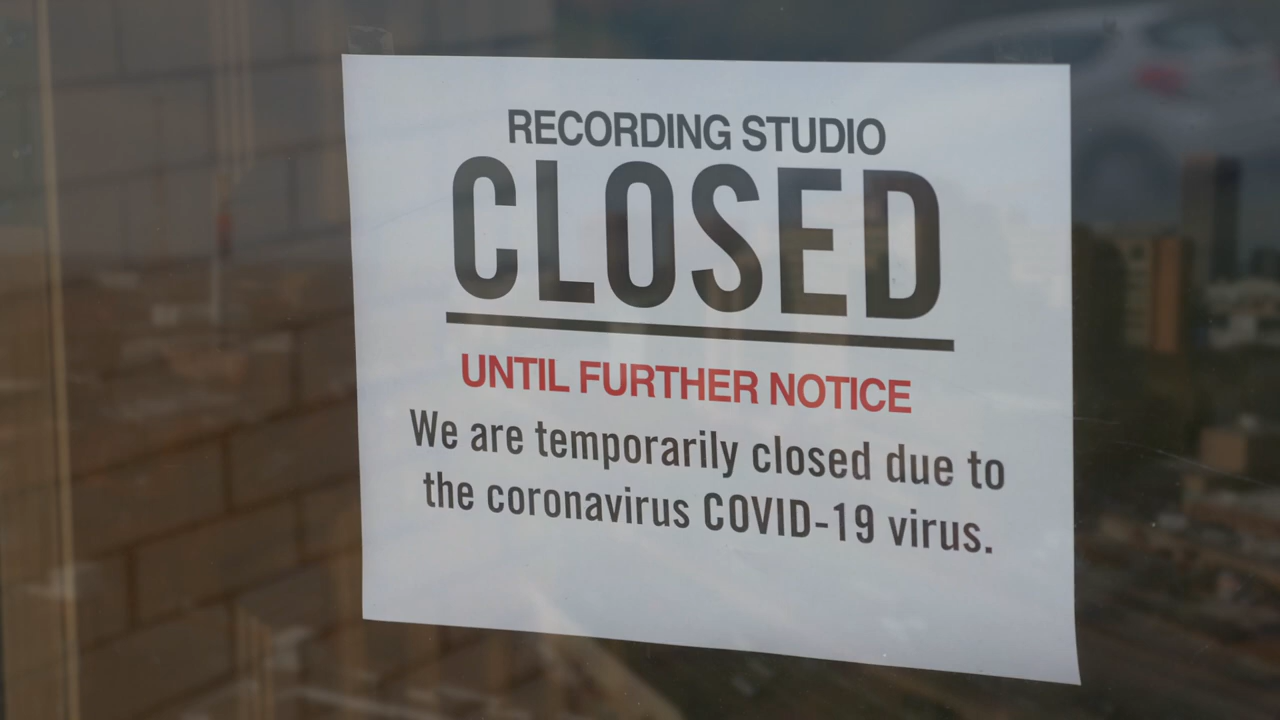 RECORDING STUDIO
CLOSED
UNTIL FURTHER NOTICE
We are temporarily closed due to
the coronavirus COVID-19 virus.